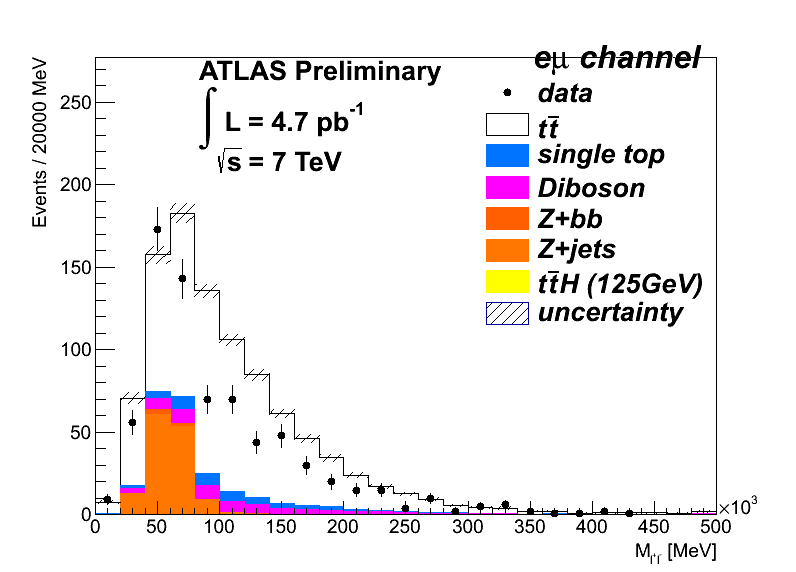 eμ channel
ATLAS Preliminary
∫ L = 4.7 pb⁻¹
√s = 7 TeV
data
tt̄
single top
Diboson
Z+bb
Z+jets
tt̄H (125GeV)
uncertainty
Events / 20000 MeV
250
200
150
100
50
0
0 50 100 150 200 250 300 350 400 450 500
×10³
M_l⁺l⁻ [MeV]